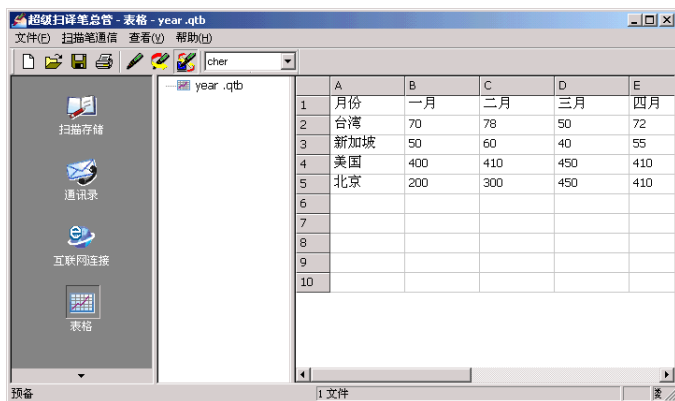 超级扫译笔总管 - 表格 - year .qtb
文件(F) 扫描笔通信 查看(V) 帮助(H)
cher
扫描存储
通讯录
互联网连接
表格
year .qtb
A B C D E
1 月份 一月 二月 三月 四月
2 台湾 70 78 50 72
3 新加坡 50 60 40 55
4 美国 400 410 450 410
5 北京 200 300 450 410
6
7
8
9
10
预备 1 文件